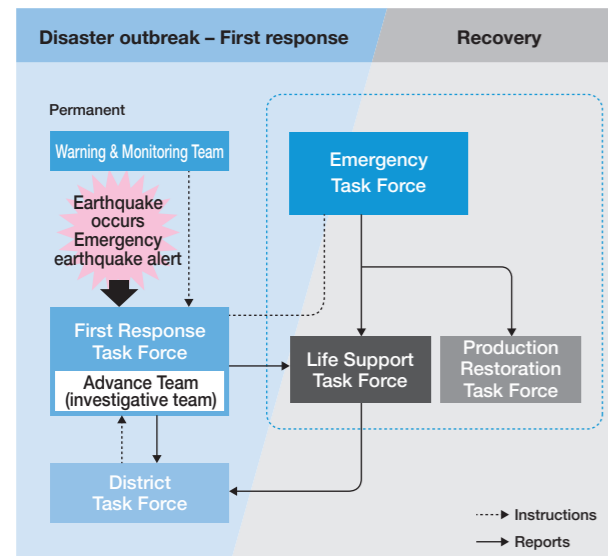 Disaster outbreak – First response
Recovery
Permanent
Warning & Monitoring Team
Earthquake
occurs
Emergency
earthquake alert
Emergency
Task Force
First Response
Task Force
Advance Team
(investigative team)
Life Support
Task Force
Production
Restoration
Task Force
District
Task Force
Instructions
Reports